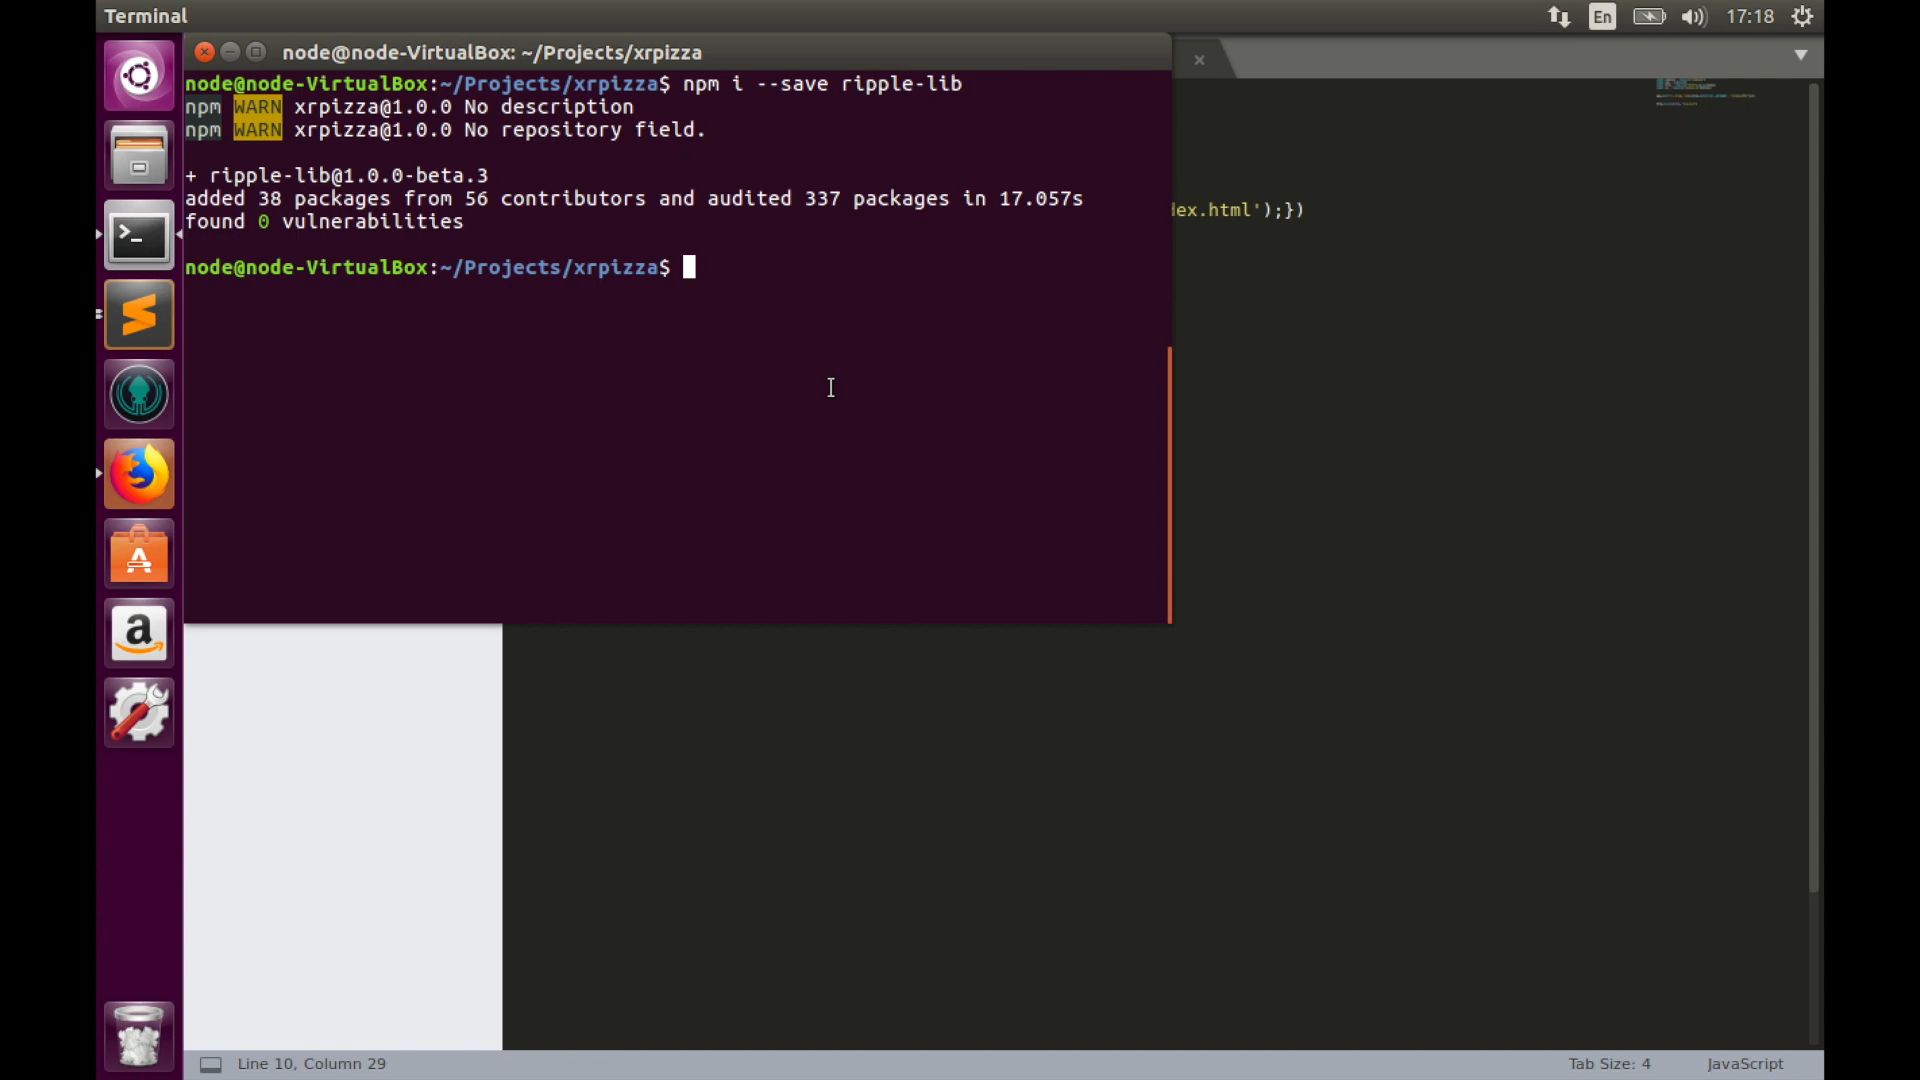 Terminal
En
17:18
node@node-VirtualBox: ~/Projects/xrpizza
node@node-VirtualBox:~/Projects/xrpizza$ npm i --save ripple-lib
npm WARN xrpizza@1.0.0 No description
npm WARN xrpizza@1.0.0 No repository field.
+ ripple-lib@1.0.0-beta.3
added 38 packages from 56 contributors and audited 337 packages in 17.057s
found 0 vulnerabilities
node@node-VirtualBox:~/Projects/xrpizza$
ex.html');})
Line 10, Column 29
Tab Size: 4
JavaScript